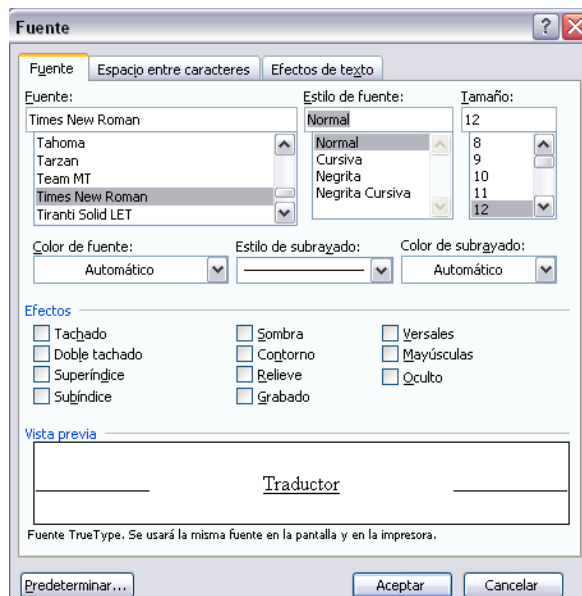 Fuente
Fuente Espacio entre caracteres Efectos de texto
Fuente: Estilo de fuente: Tamaño:
Times New Roman Normal 12
Tahoma Normal 8
Tarzan Cursiva 9
Team MT Negrita 10
Times New Roman Negrita Cursiva 11
Tiranti Solid LET 12
Color de fuente: Estilo de subrayado: Color de subrayado:
Automático Automático
Efectos
Tachado Sombra Versales
Doble tachado Contorno Mayúsculas
Superíndice Relieve Oculto
Subíndice Grabado
Vista previa
Traductor
Fuente TrueType. Se usará la misma fuente en la pantalla y en la impresora.
Predeterminar... Aceptar Cancelar